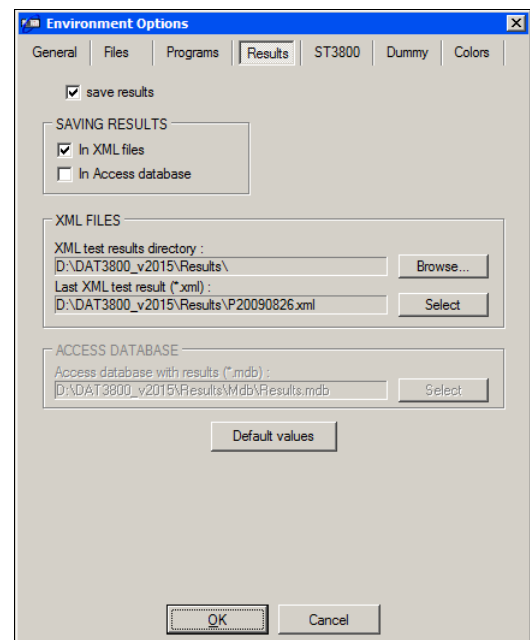 Environment Options
General Files Programs Results ST3800 Dummy Colors
save results
SAVING RESULTS
In XML files
In Access database
XML FILES
XML test results directory :
D:\DAT3800_v2015\Results\
Browse...
Last XML test result (*.xml) :
D:\DAT3800_v2015\Results\P20090826.xml
Select
ACCESS DATABASE
Access database with results (*.mdb) :
D:\DAT3800_v2015\Results\Mdb\Results.mdb
Select
Default values
OK Cancel